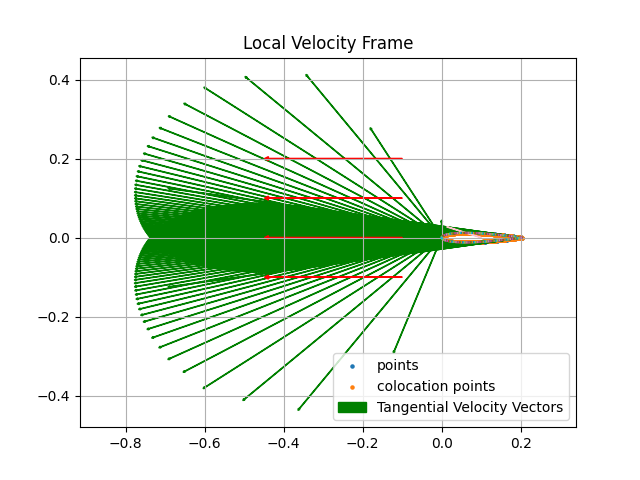 Local Velocity Frame
0.4
0.2
0.0
−0.2
−0.4
−0.8
−0.6
−0.4
−0.2
0.0
0.2
points
colocation points
Tangential Velocity Vectors